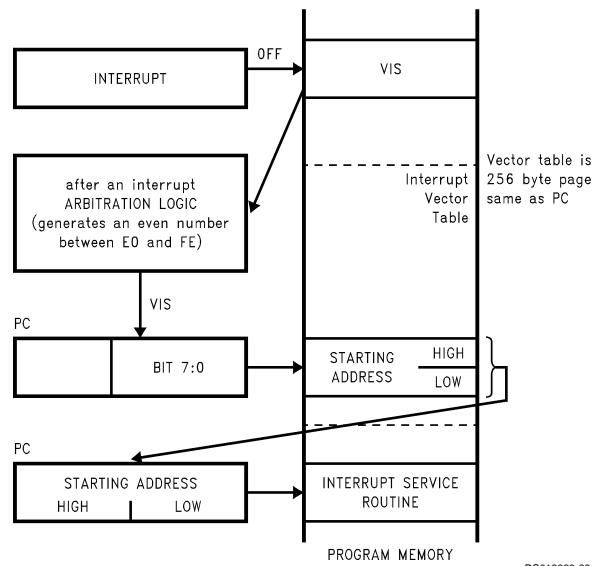 INTERRUPT
OFF
VIS
after an interrupt
ARBITRATION LOGIC
(generates an even number
between E0 and FE)
Interrupt
Vector
Table
Vector table is
256 byte page
same as PC
VIS
PC
BIT 7:0
STARTING
ADDRESS
HIGH
LOW
PC
STARTING ADDRESS
HIGH
LOW
INTERRUPT SERVICE
ROUTINE
PROGRAM MEMORY